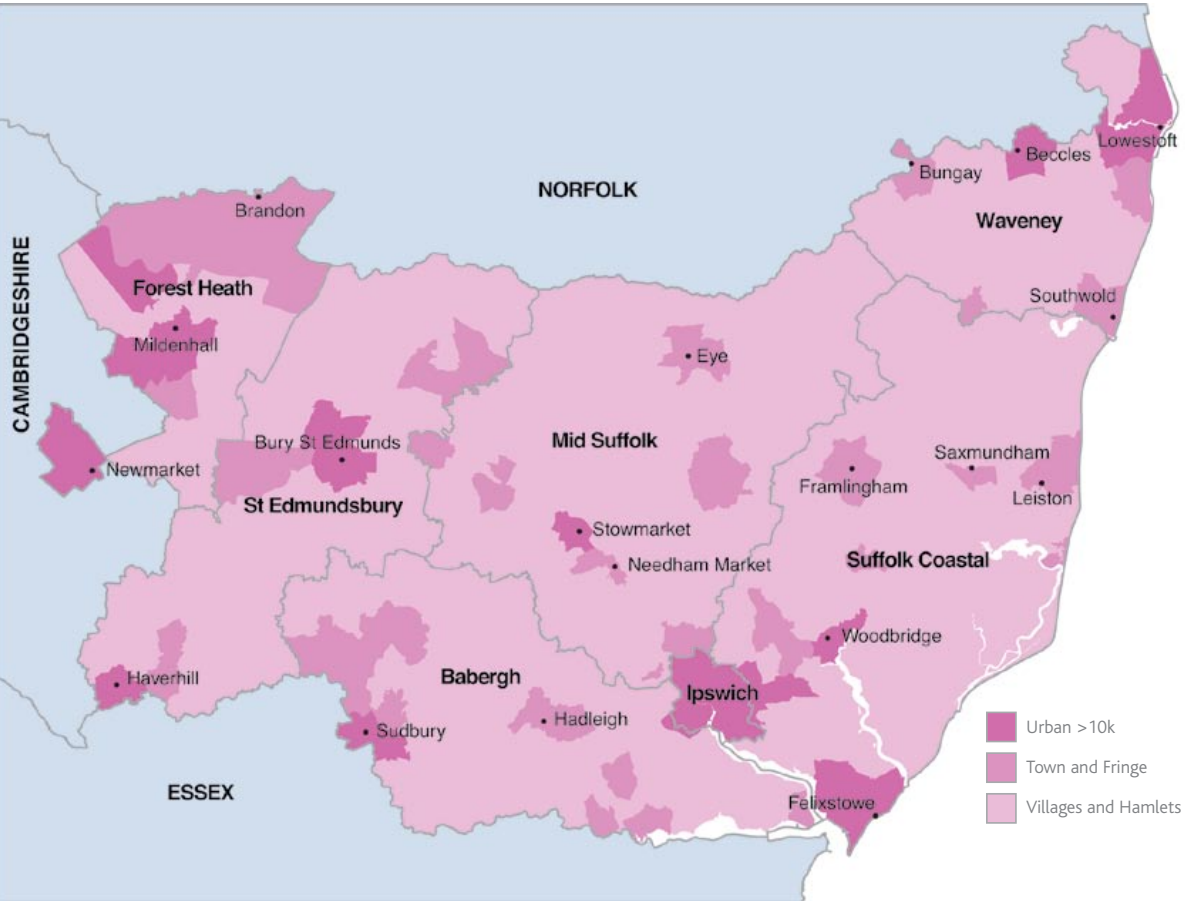 Lowestoft
Beccles
Bungay
NORFOLK
Brandon
Waveney
CAMBRIDGESHIRE
Forest Heath
Southwold
Mildenhall
Eye
Bury St Edmunds
Mid Suffolk
Newmarket
Saxmundham
Framlingham
Leiston
St Edmundsbury
Stowmarket
Needham Market
Suffolk Coastal
Woodbridge
Haverhill
Babergh
Ipswich
Hadleigh
Sudbury
ESSEX
Felixstowe
Urban >10k
Town and Fringe
Villages and Hamlets